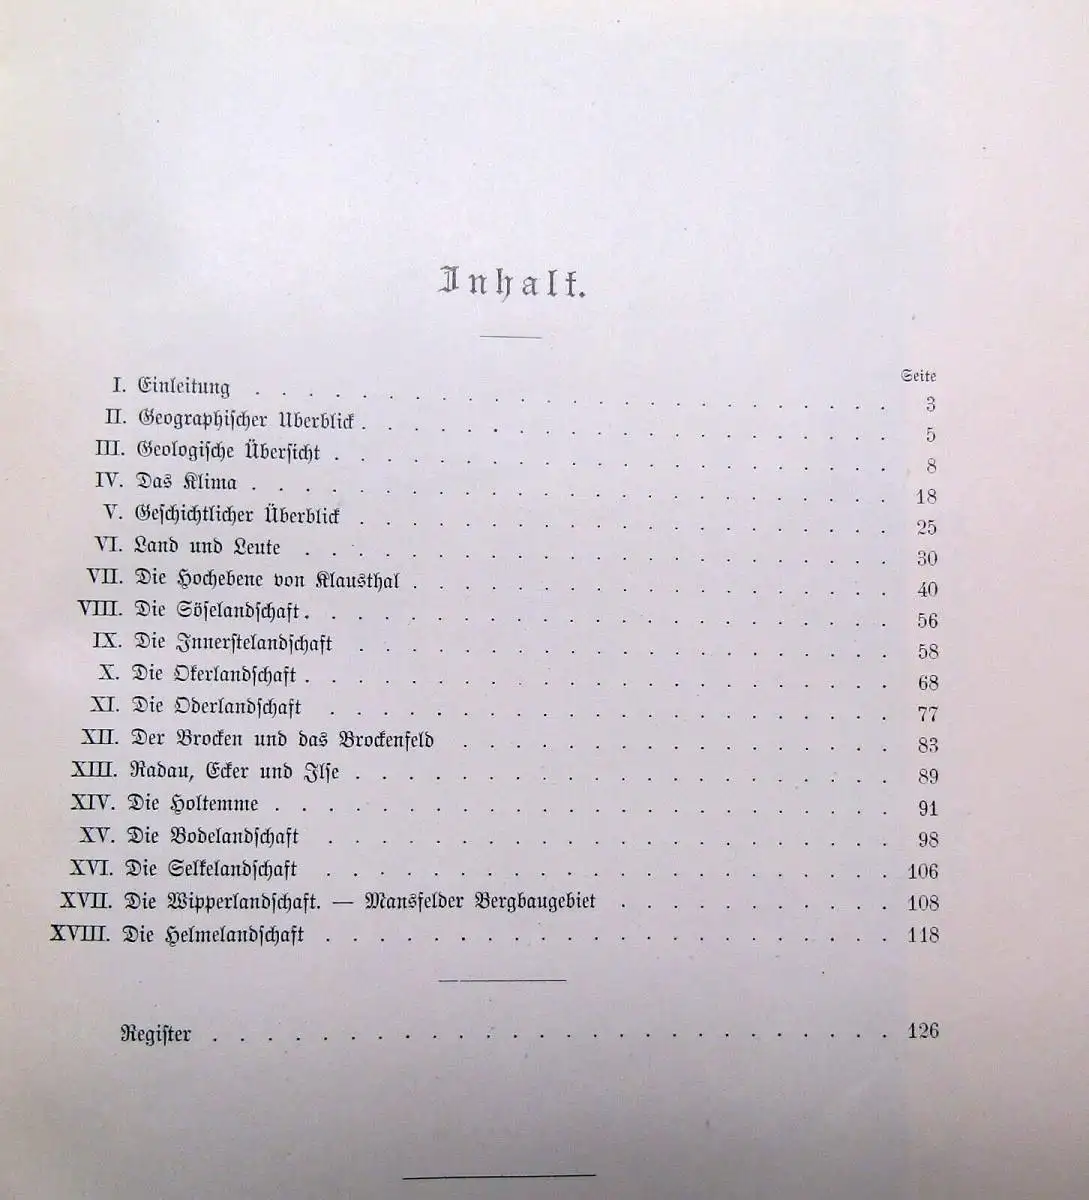 Inhalt.
Seite
I. Einleitung . . . . . . . . . . . . . . . . . . . . . . . . 3
II. Geographiſcher Überblick . . . . . . . . . . . . . . . . . . . . 5
III. Geologiſche Überſicht . . . . . . . . . . . . . . . . . . . . . 8
IV. Das Klima . . . . . . . . . . . . . . . . . . . . . . . . 18
V. Geſchichtlicher Überblick . . . . . . . . . . . . . . . . . . . . 25
VI. Land und Leute . . . . . . . . . . . . . . . . . . . . . . 30
VII. Die Hochebene von Klausthal . . . . . . . . . . . . . . . . . . 40
VIII. Die Söſelandſchaft . . . . . . . . . . . . . . . . . . . . . . 56
IX. Die Innerſtelandſchaft . . . . . . . . . . . . . . . . . . . . 58
X. Die Okerlandſchaft . . . . . . . . . . . . . . . . . . . . . . 68
XI. Die Oderlandſchaft . . . . . . . . . . . . . . . . . . . . . 77
XII. Der Brocken und das Brockenfeld . . . . . . . . . . . . . . . . 83
XIII. Radau, Ecker und Ilſe . . . . . . . . . . . . . . . . . . . . 89
XIV. Die Holtemme . . . . . . . . . . . . . . . . . . . . . . . 91
XV. Die Bodelandſchaft . . . . . . . . . . . . . . . . . . . . . 98
XVI. Die Selkelandſchaft . . . . . . . . . . . . . . . . . . . . . 106
XVII. Die Wipperlandſchaft. — Mansfelder Bergbaugebiet . . . . . . . . . . 108
XVIII. Die Helmelandſchaft . . . . . . . . . . . . . . . . . . . . . 118
Regiſter . . . . . . . . . . . . . . . . . . . . . . . . . 126